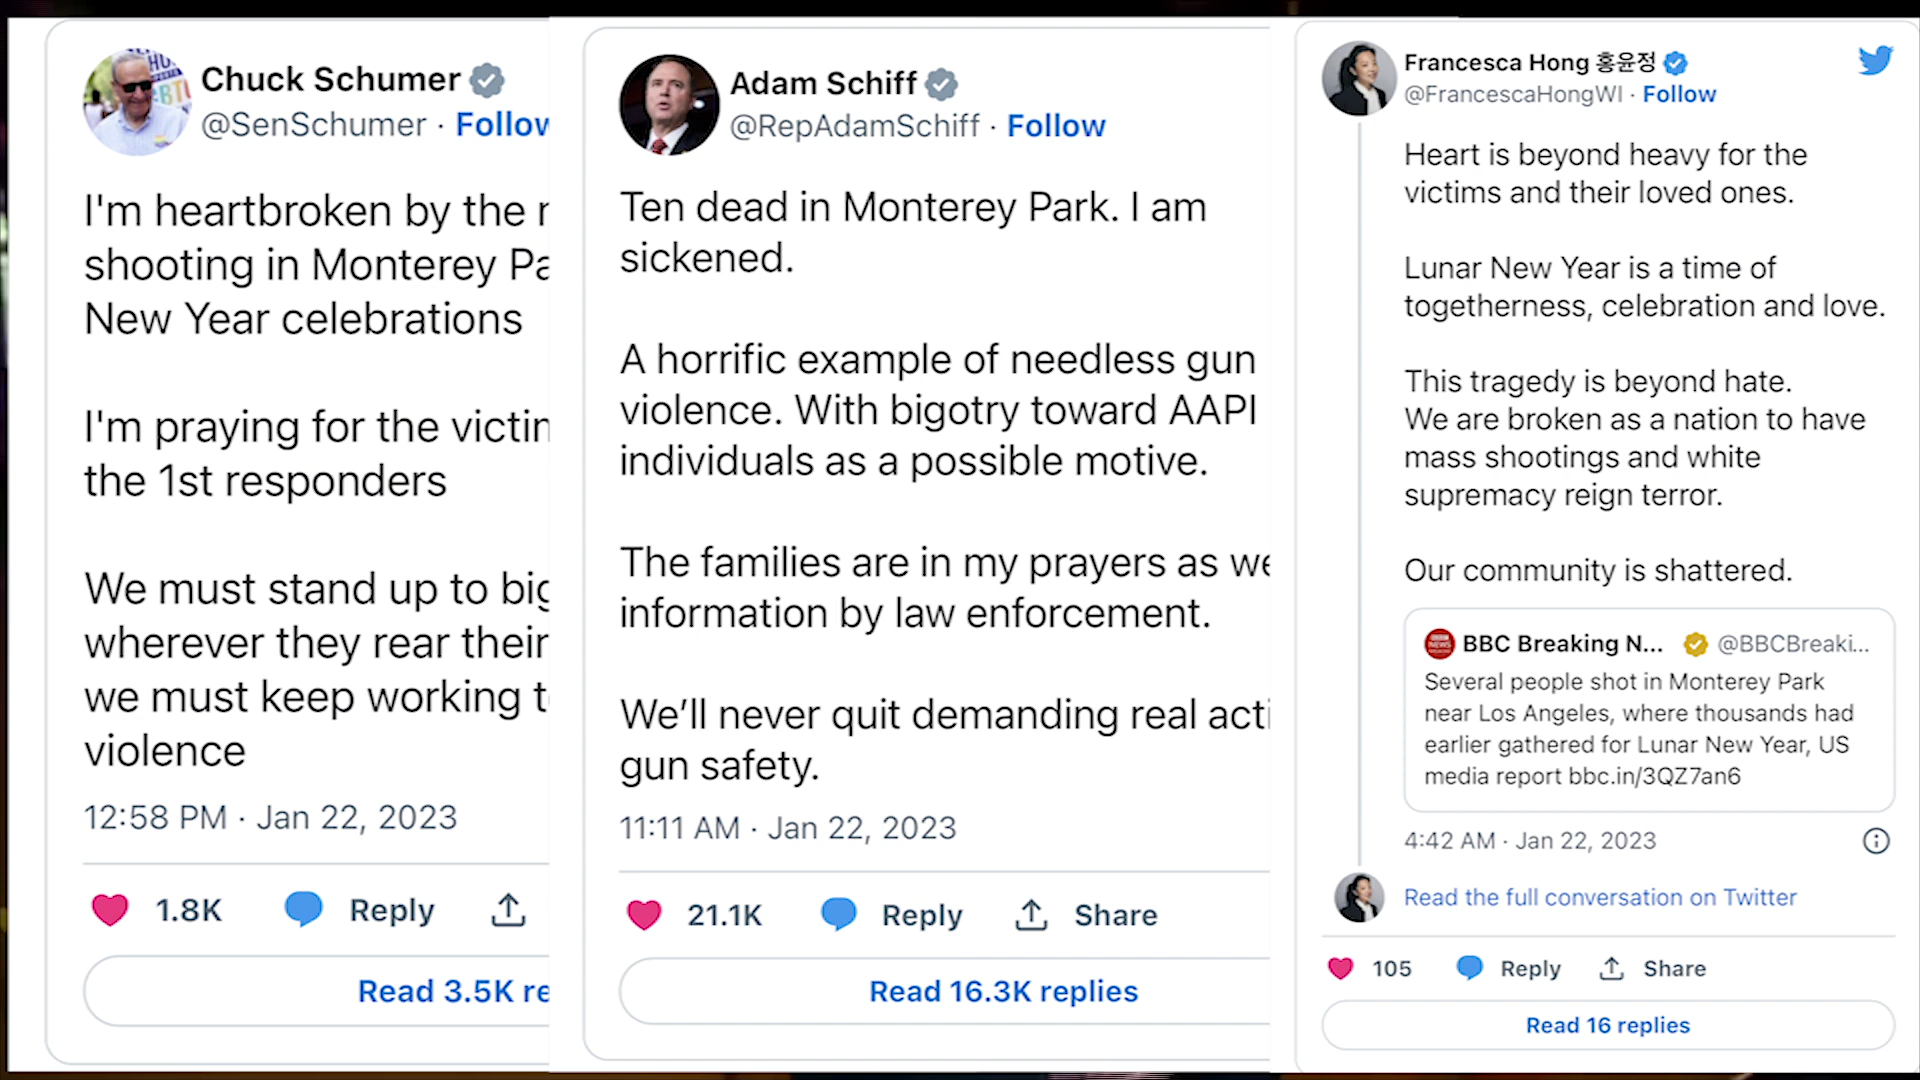 Chuck Schumer
@SenSchumer · Follow
I'm heartbroken by the
shooting in Monterey
New Year celebrations
I'm praying for the
the 1st responders
We must stand up to
wherever they rear their
we must keep working
violence
12:58 PM · Jan 22, 2023
1.8K Reply
Read 3.5K
Adam Schiff
@RepAdamSchiff · Follow
Ten dead in Monterey Park. I am
sickened.
A horrific example of needless gun
violence. With bigotry toward AAPI
individuals as a possible motive.
The families are in my prayers as we
information by law enforcement.
We’ll never quit demanding real
gun safety.
11:11 AM · Jan 22, 2023
21.1K Reply Share
Read 16.3K replies
Francesca Hong 홍윤정
@FrancescaHongWI · Follow
Heart is beyond heavy for the
victims and their loved ones.
Lunar New Year is a time of
togetherness, celebration and love.
This tragedy is beyond hate.
We are broken as a nation to have
mass shootings and white
supremacy reign terror.
Our community is shattered.
BBC NEWS
BBC Breaking N... @BBCBreaki...
Several people shot in Monterey Park
near Los Angeles, where thousands had
earlier gathered for Lunar New Year, US
media report bbc.in/3QZ7an6
4:42 AM · Jan 22, 2023
Read the full conversation on Twitter
105 Reply Share
Read 16 replies